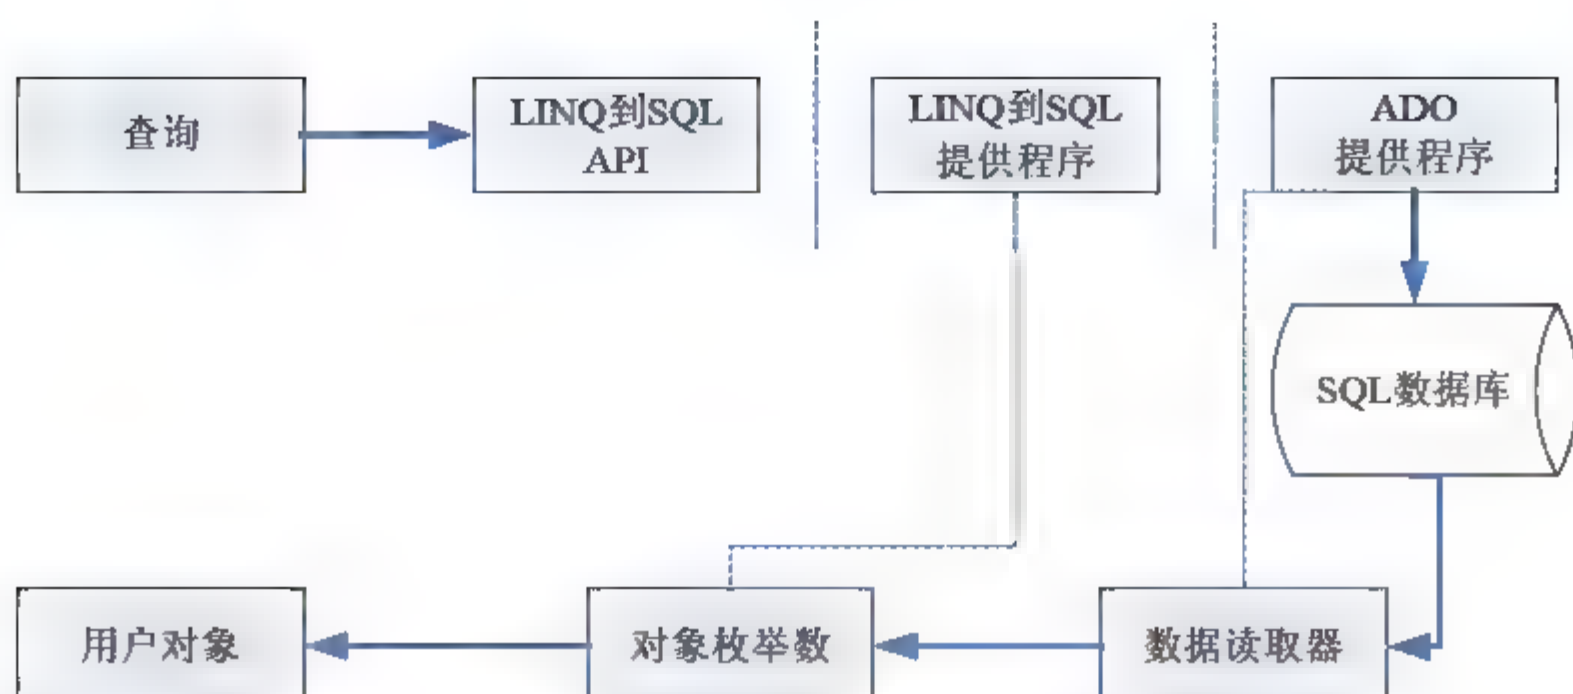 查询
LINQ到SQL
API
LINQ到SQL
提供程序
ADO
提供程序
SQL数据库
用户对象
对象枚举数
数据读取器